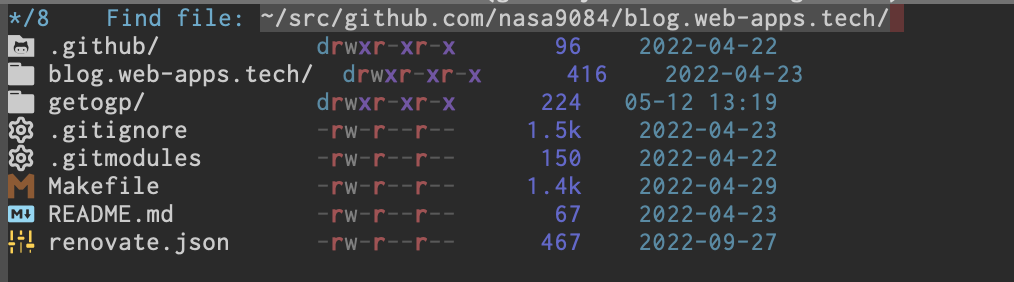 */8 Find file: ~/src/github.com/nasa9084/blog.web-apps.tech/
.github/ drwxr-xr-x 96 2022-04-22
blog.web-apps.tech/ drwxr-xr-x 416 2022-04-23
getogp/ drwxr-xr-x 224 05-12 13:19
.gitignore -rw-r--r-- 1.5k 2022-04-23
.gitmodules -rw-r--r-- 150 2022-04-22
M Makefile -rw-r--r-- 1.4k 2022-04-29
M↓ README.md -rw-r--r-- 67 2022-04-23
renovate.json -rw-r--r-- 467 2022-09-27